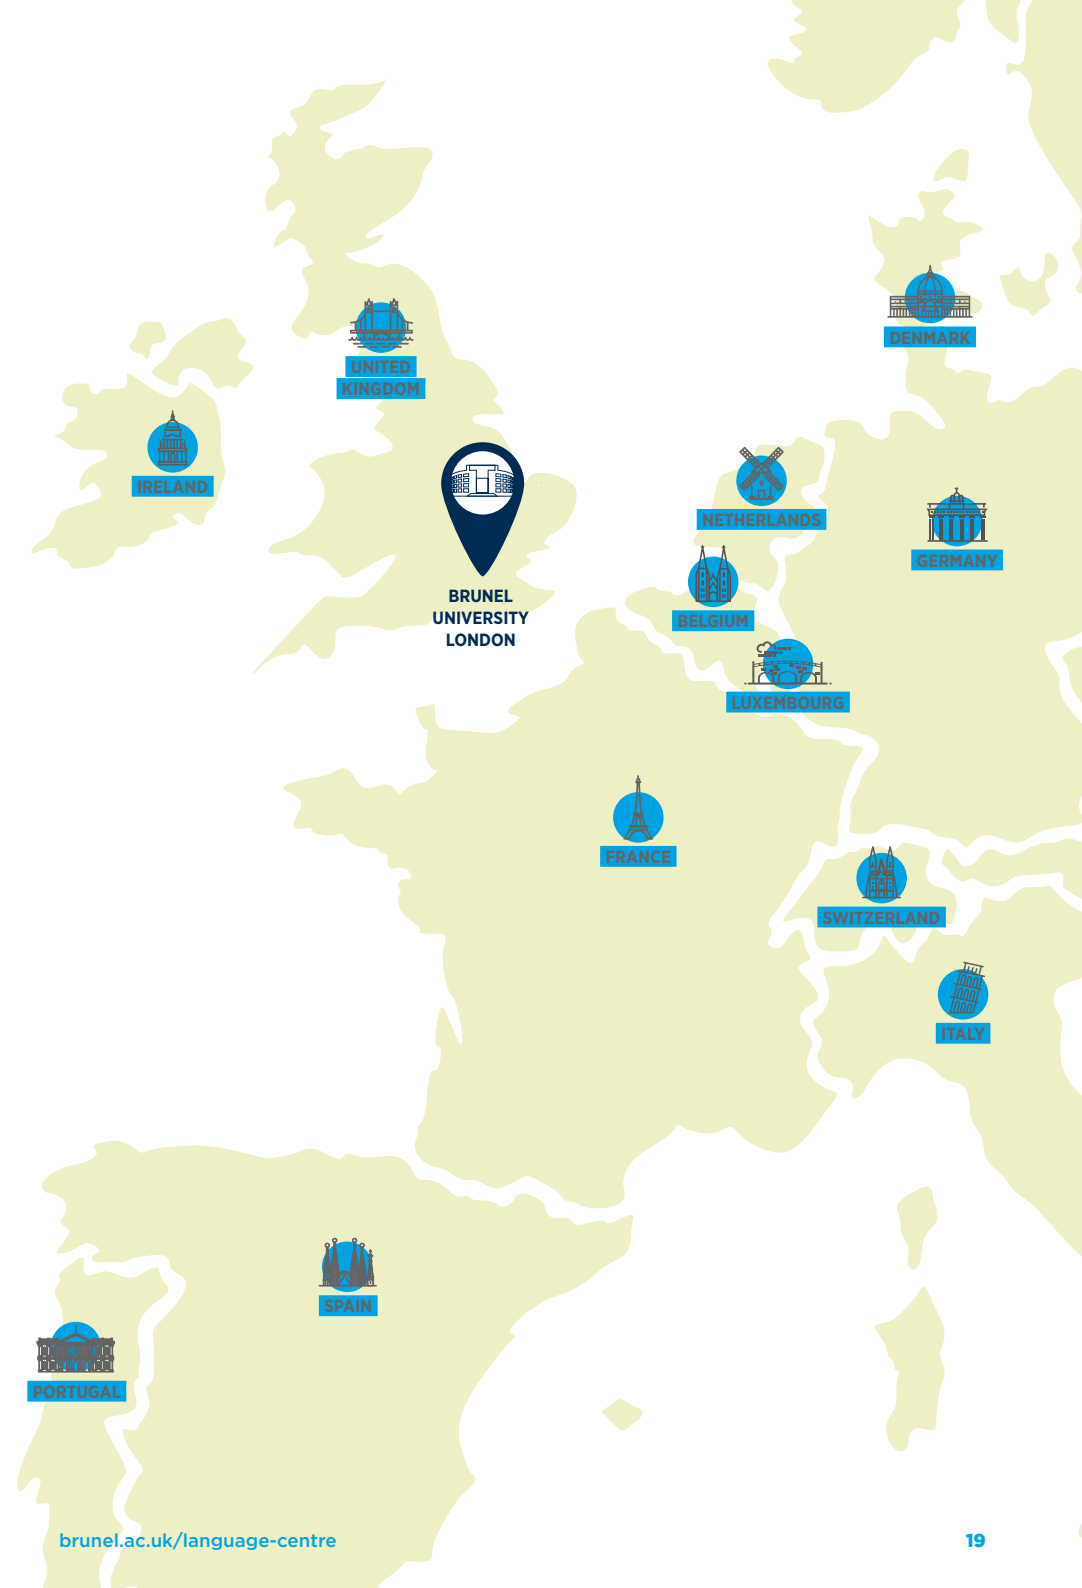 DENMARK
UNITED
KINGDOM
IRELAND
NETHERLANDS
GERMANY
BRUNEL
UNIVERSITY
LONDON
BELGIUM
LUXEMBOURG
FRANCE
SWITZERLAND
ITALY
SPAIN
PORTUGAL
brunel.ac.uk/language-centre
19